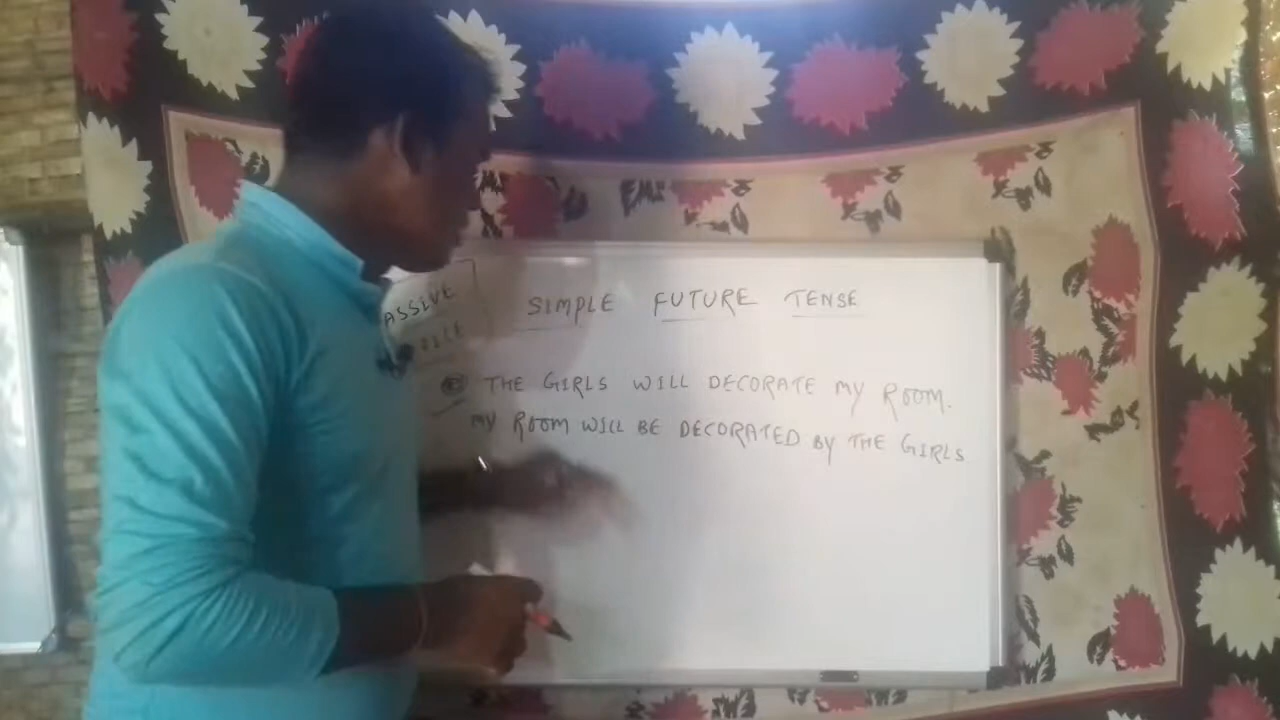 SIMPLE FUTURE TENSE
ASSIVE
THE GIRLS WILL DECORATE MY ROOM.
MY ROOM WILL BE DECORATED BY THE GIRLS